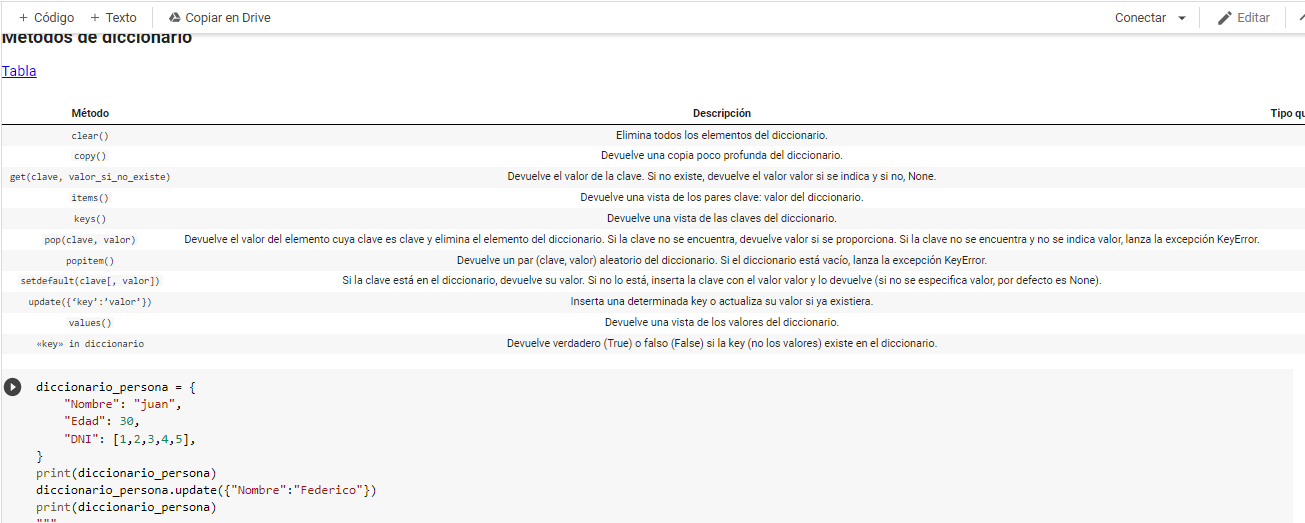 + Código + Texto Copiar en Drive Conectar Editar
Métodos de diccionario
Tabla
Método Descripción Tipo qu
clear() Elimina todos los elementos del diccionario.
copy() Devuelve una copia poco profunda del diccionario.
get(clave, valor_si_no_existe) Devuelve el valor de la clave. Si no existe, devuelve el valor valor si se indica y si no, None.
items() Devuelve una vista de los pares clave: valor del diccionario.
keys() Devuelve una vista de las claves del diccionario.
pop(clave, valor) Devuelve el valor del elemento cuya clave es clave y elimina el elemento del diccionario. Si la clave no se encuentra, devuelve valor si se proporciona. Si la clave no se encuentra y no se indica valor, lanza la excepción KeyError.
popitem() Devuelve un par (clave, valor) aleatorio del diccionario. Si el diccionario está vacío, lanza la excepción KeyError.
setdefault(clave[, valor]) Si la clave está en el diccionario, devuelve su valor. Si no lo está, inserta la clave con el valor valor y lo devuelve (si no se especifica valor, por defecto es None).
update({‘key’:’valor’}) Inserta una determinada key o actualiza su valor si ya existiera.
values() Devuelve una vista de los valores del diccionario.
«key» in diccionario Devuelve verdadero (True) o falso (False) si la key (no los valores) existe en el diccionario.
diccionario_persona = {
    "Nombre": "juan",
    "Edad": 30,
    "DNI": [1,2,3,4,5],
}
print(diccionario_persona)
diccionario_persona.update({"Nombre":"Federico"})
print(diccionario_persona)
"""